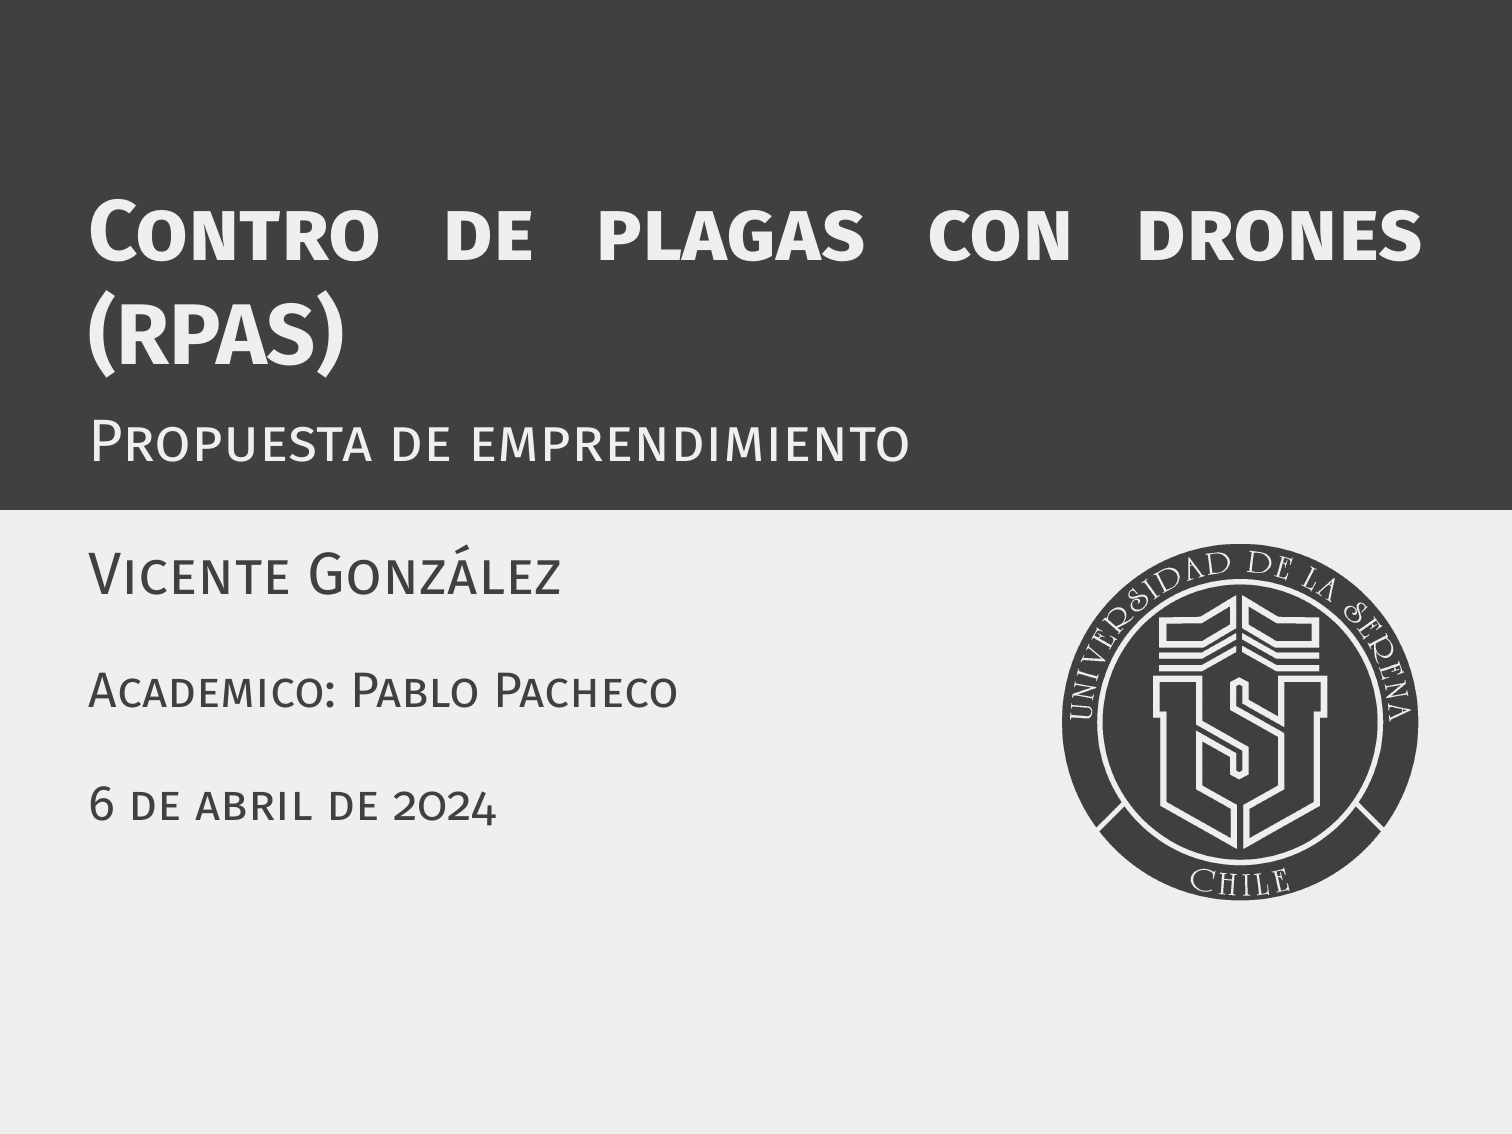 Contro de plagas con drones
(RPAS)
Propuesta de emprendimiento
Vicente González
Academico: Pablo Pacheco
6 de abril de 2024
UNIVERSIDAD DE LA SERENA
CHILE